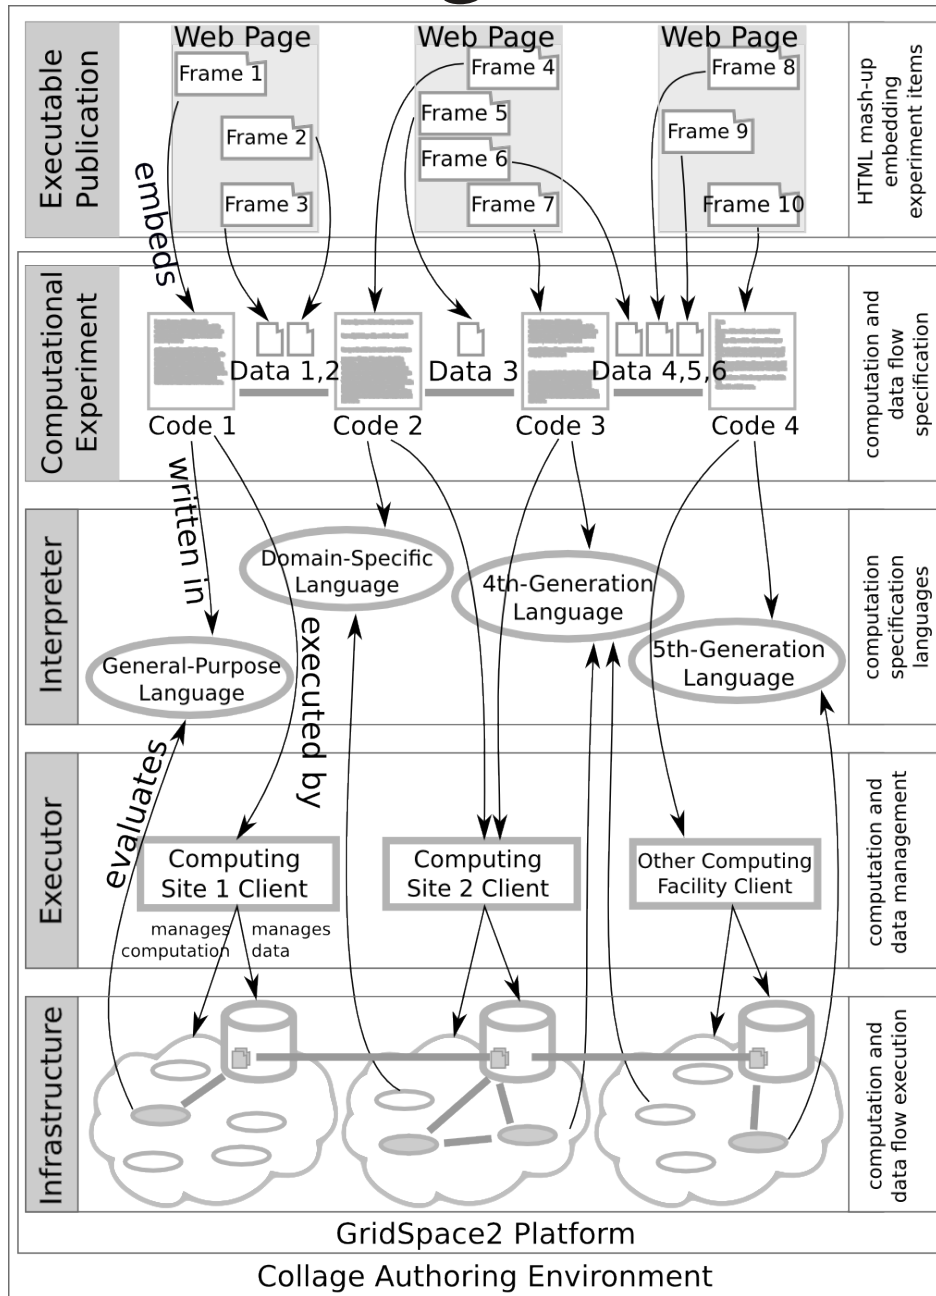 Executable
Publication
Web Page
Frame 1
Frame 2
Frame 3
Web Page
Frame 4
Frame 5
Frame 6
Frame 7
Web Page
Frame 8
Frame 9
Frame 10
HTML mash-up
embedding
experiment items
embeds
Computational
Experiment
Data 1,2
Data 3
Data 4,5,6
Code 1
Code 2
Code 3
Code 4
computation and
data flow
specification
written in
executed by
Interpreter
Domain-Specific
Language
4th-Generation
Language
General-Purpose
Language
5th-Generation
Language
computation
specification
languages
evaluates
Executor
Computing
Site 1 Client
Computing
Site 2 Client
Other Computing
Facility Client
manages
computation
manages
data
computation and
data management
Infrastructure
computation and
data flow execution
GridSpace2 Platform
Collage Authoring Environment